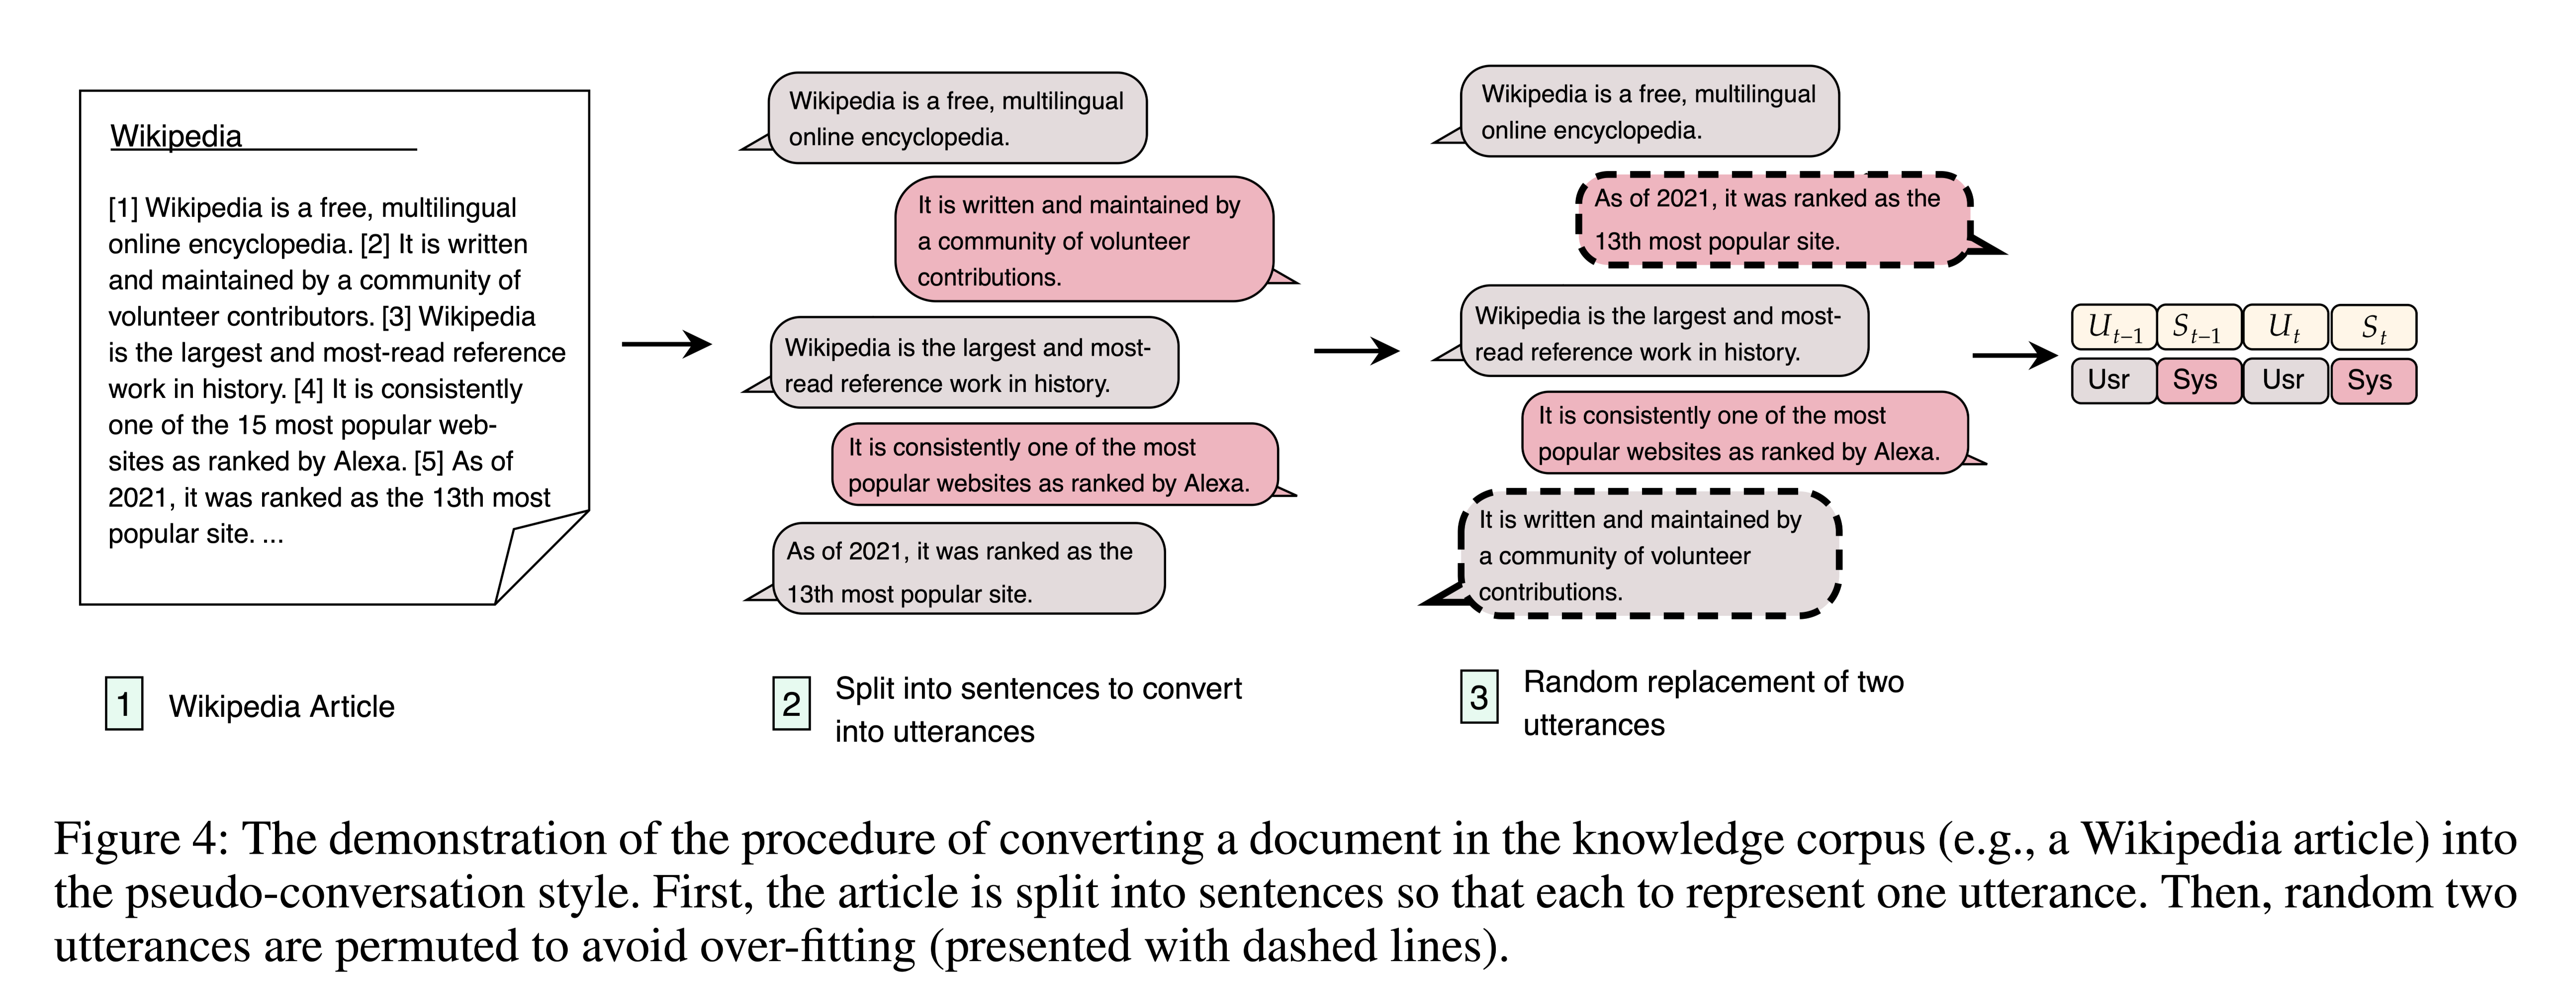 Wikipedia
[1] Wikipedia is a free, multilingual
online encyclopedia. [2] It is written
and maintained by a community of
volunteer contributors. [3] Wikipedia
is the largest and most-read reference
work in history. [4] It is consistently
one of the 15 most popular web-
sites as ranked by Alexa. [5] As of
2021, it was ranked as the 13th most
popular site. ...
1 Wikipedia Article
Wikipedia is a free, multilingual
online encyclopedia.
It is written and maintained by
a community of volunteer
contributions.
Wikipedia is the largest and most-
read reference work in history.
It is consistently one of the most
popular websites as ranked by Alexa.
As of 2021, it was ranked as the
13th most popular site.
2 Split into sentences to convert
into utterances
Wikipedia is a free, multilingual
online encyclopedia.
As of 2021, it was ranked as the
13th most popular site.
Wikipedia is the largest and most-
read reference work in history.
It is consistently one of the most
popular websites as ranked by Alexa.
It is written and maintained by
a community of volunteer
contributions.
3 Random replacement of two
utterances
U_{t−1} S_{t−1} U_t S_t
Usr Sys Usr Sys
Figure 4: The demonstration of the procedure of converting a document in the knowledge corpus (e.g., a Wikipedia article) into
the pseudo-conversation style. First, the article is split into sentences so that each to represent one utterance. Then, random two
utterances are permuted to avoid over-fitting (presented with dashed lines).